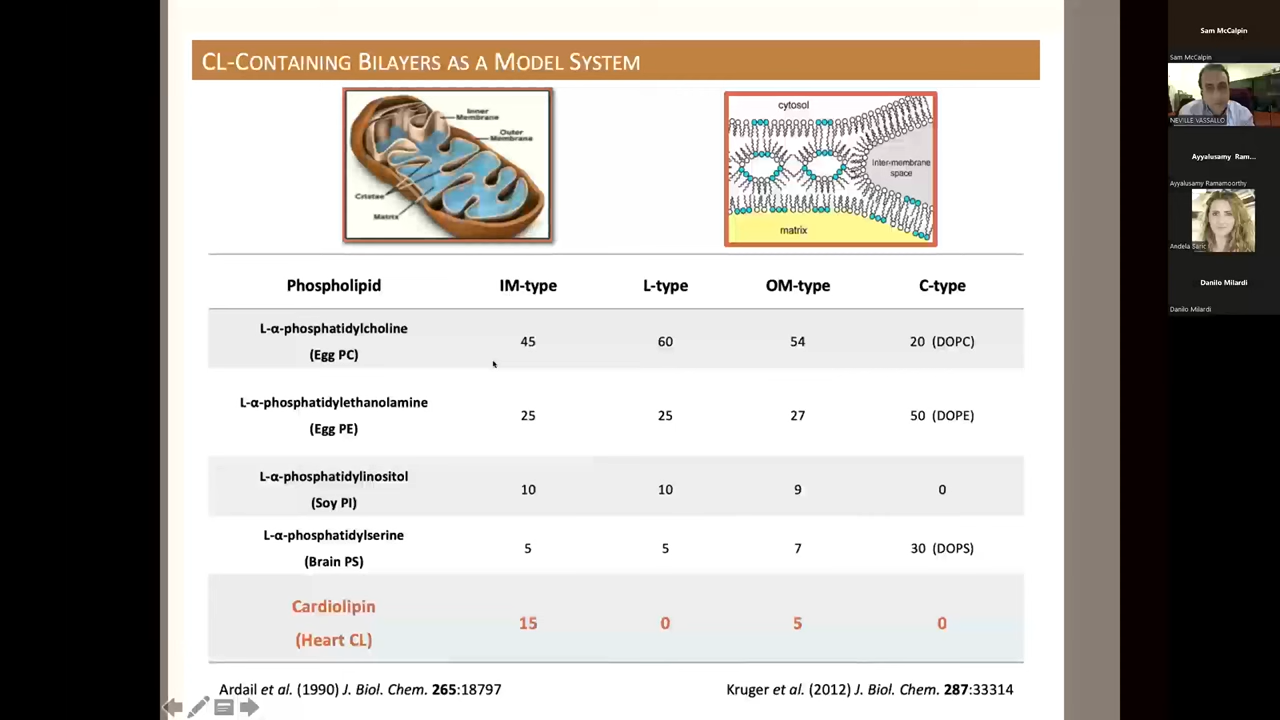 CL-Containing Bilayers as a Model System
Inner
Membrane
Outer
Membrane
Cristae
Matrix
cytosol
inter-membrane
space
matrix
Phospholipid IM-type L-type OM-type C-type
L-α-phosphatidylcholine
(Egg PC)
45 60 54 20 (DOPC)
L-α-phosphatidylethanolamine
(Egg PE)
25 25 27 50 (DOPE)
L-α-phosphatidylinositol
(Soy PI)
10 10 9 0
L-α-phosphatidylserine
(Brain PS)
5 5 7 30 (DOPS)
Cardiolipin
(Heart CL)
15 0 5 0
Ardail et al. (1990) J. Biol. Chem. 265:18797
Kruger et al. (2012) J. Biol. Chem. 287:33314
Sam McCalpin
Sam McCalpin
NEVILLE VASSALLO
Ayyalusamy Ram...
Ayyalusamy Ramamoorthy
Andela Saric
Danilo Milardi
Danilo Milardi